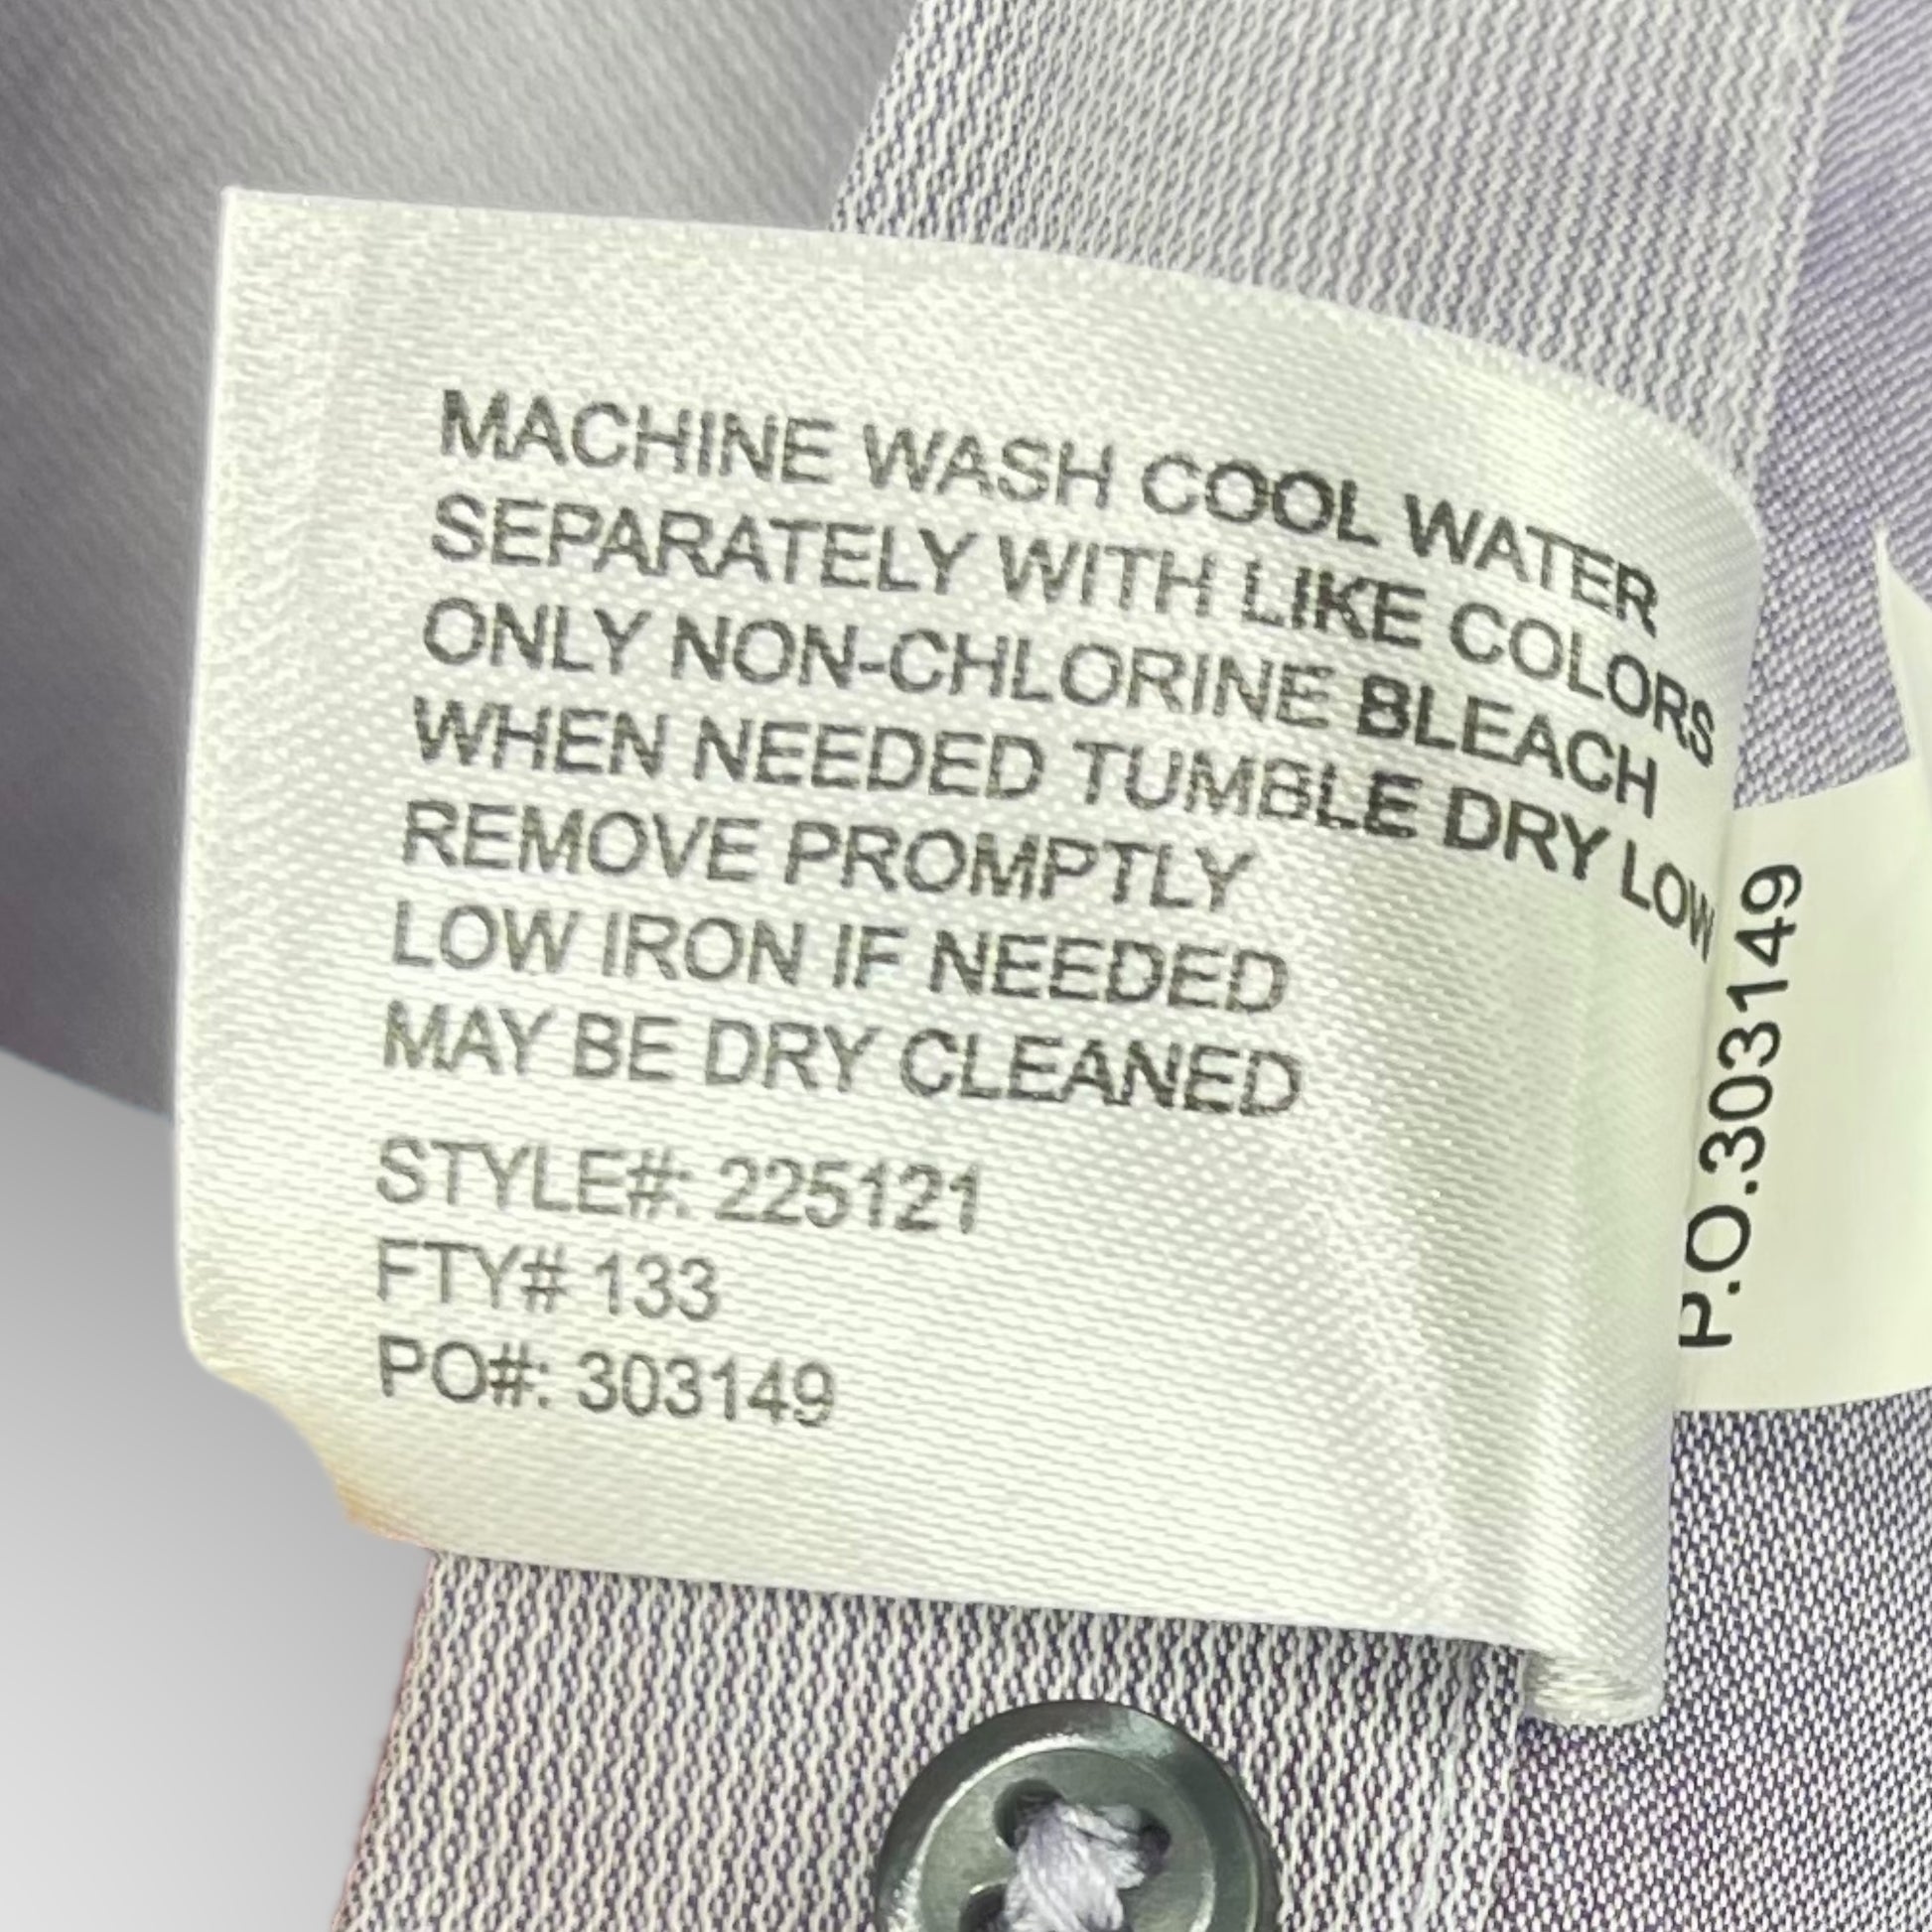 MACHINE WASH COOL WATER
SEPARATELY WITH LIKE COLORS
ONLY NON-CHLORINE BLEACH
WHEN NEEDED TUMBLE DRY LOW
REMOVE PROMPTLY
LOW IRON IF NEEDED
MAY BE DRY CLEANED
STYLE#: 225121
FTY# 133
PO#: 303149
P.O.303149